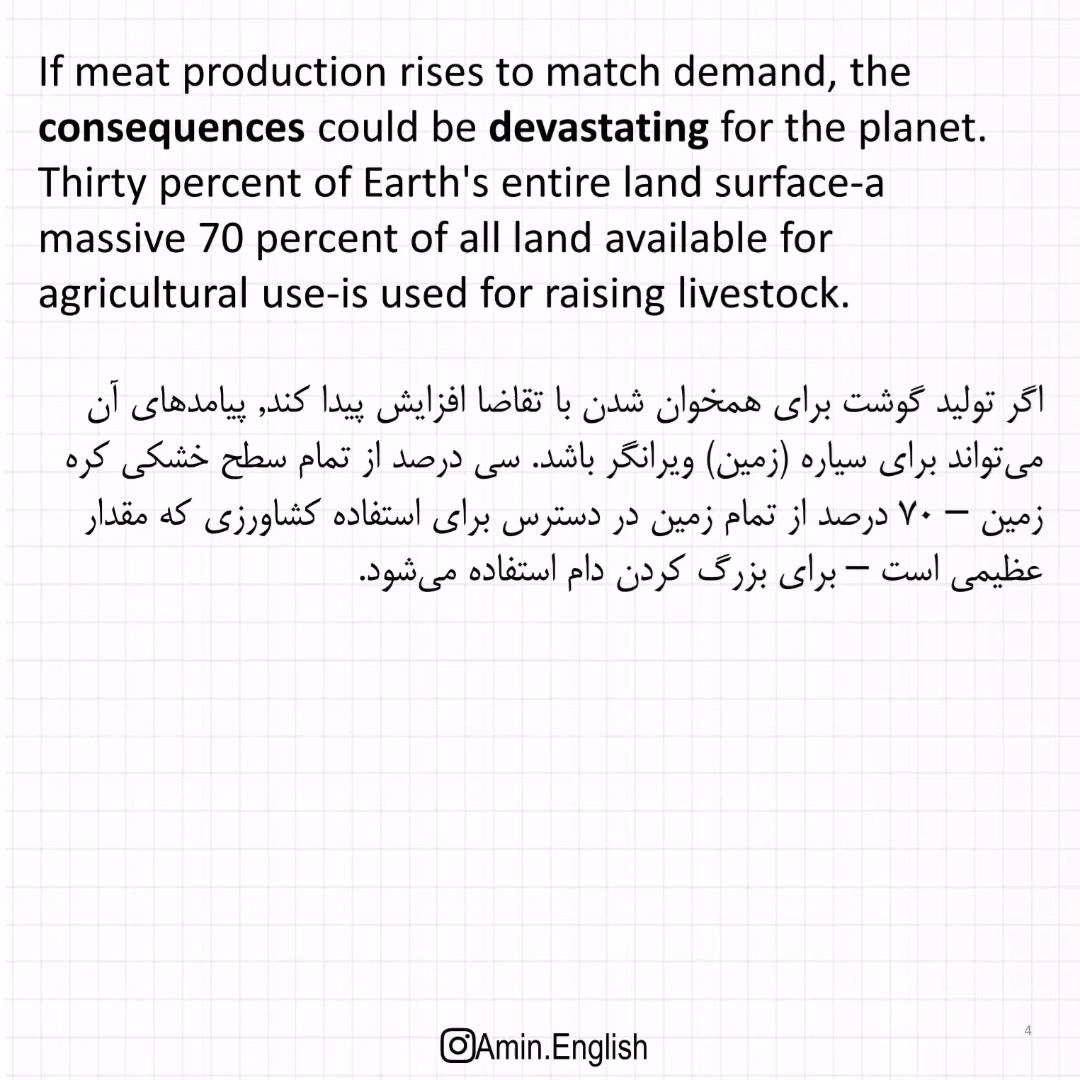 If meat production rises to match demand, the
consequences could be devastating for the planet.
Thirty percent of Earth's entire land surface-a
massive 70 percent of all land available for
agricultural use-is used for raising livestock.
اگر تولید گوشت برای همخوان شدن با تقاضا افزایش پیدا کند, پیامدهای آن
می‌تواند برای سیاره (زمین) ویرانگر باشد. سی درصد از تمام سطح خشکی کره
زمین – ۷۰ درصد از تمام زمین در دسترس برای استفاده کشاورزی که مقدار
عظیمی است – برای بزرگ کردن دام استفاده می‌شود.
4
Amin.English